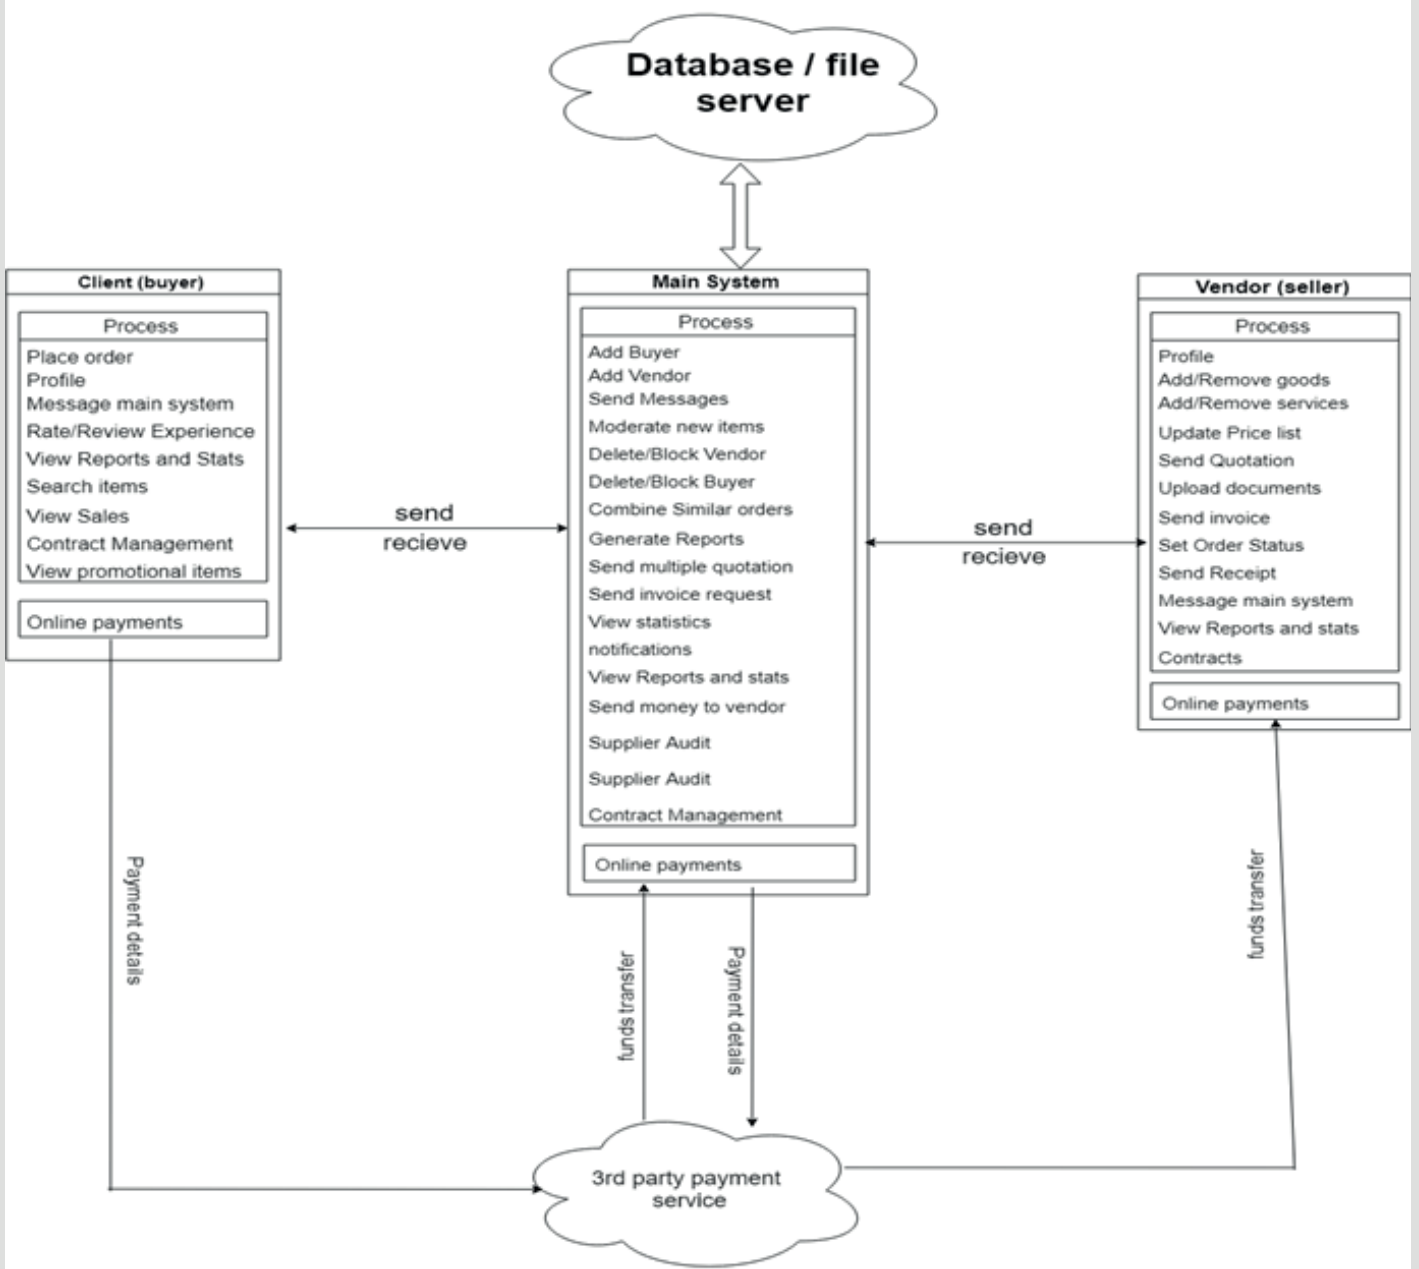 Database / file
server
Client (buyer)
Process
Place order
Profile
Message main system
Rate/Review Experience
View Reports and Stats
Search items
View Sales
Contract Management
View promotional items
Online payments
send
recieve
Main System
Process
Add Buyer
Add Vendor
Send Messages
Moderate new items
Delete/Block Vendor
Delete/Block Buyer
Combine Similar orders
Generate Reports
Send multiple quotation
Send invoice request
View statistics
notifications
View Reports and stats
Send money to vendor
Supplier Audit
Supplier Audit
Contract Management
Online payments
send
recieve
Vendor (seller)
Process
Profile
Add/Remove goods
Add/Remove services
Update Price list
Send Quotation
Upload documents
Send invoice
Set Order Status
Send Receipt
Message main system
View Reports and stats
Contracts
Online payments
Payment details
funds transfer
Payment details
funds transfer
3rd party payment
service